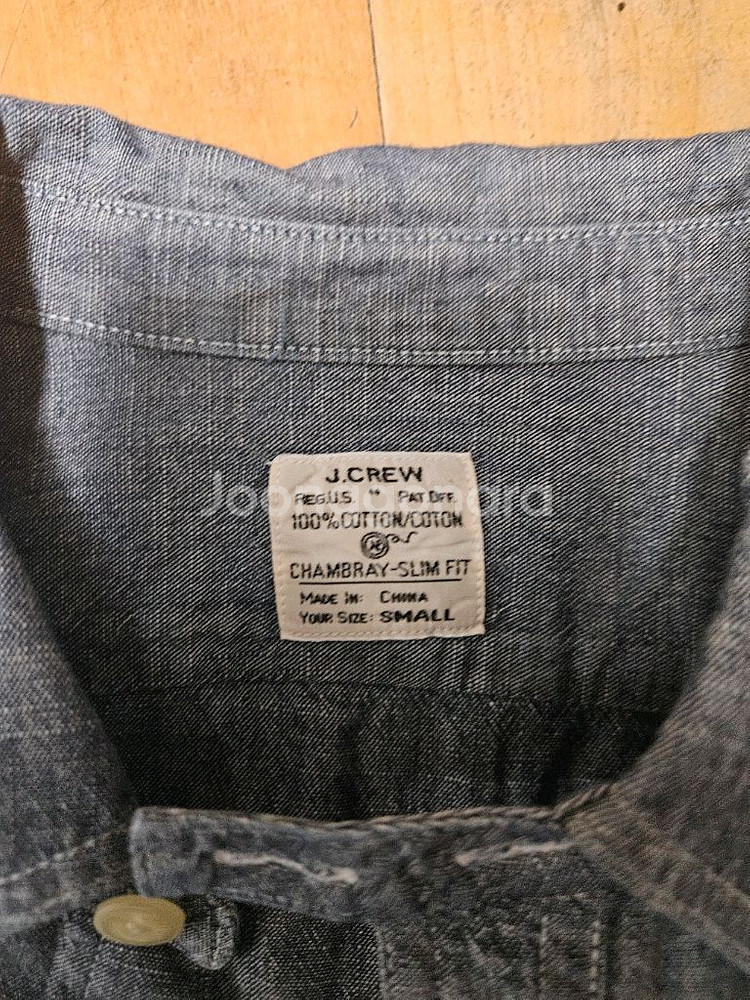 J.CREW
REG.U.S. " PAT.OFF.
100% COTTON/COTON
CHAMBRAY-SLIM FIT
MADE IN: CHINA
YOUR SIZE: SMALL